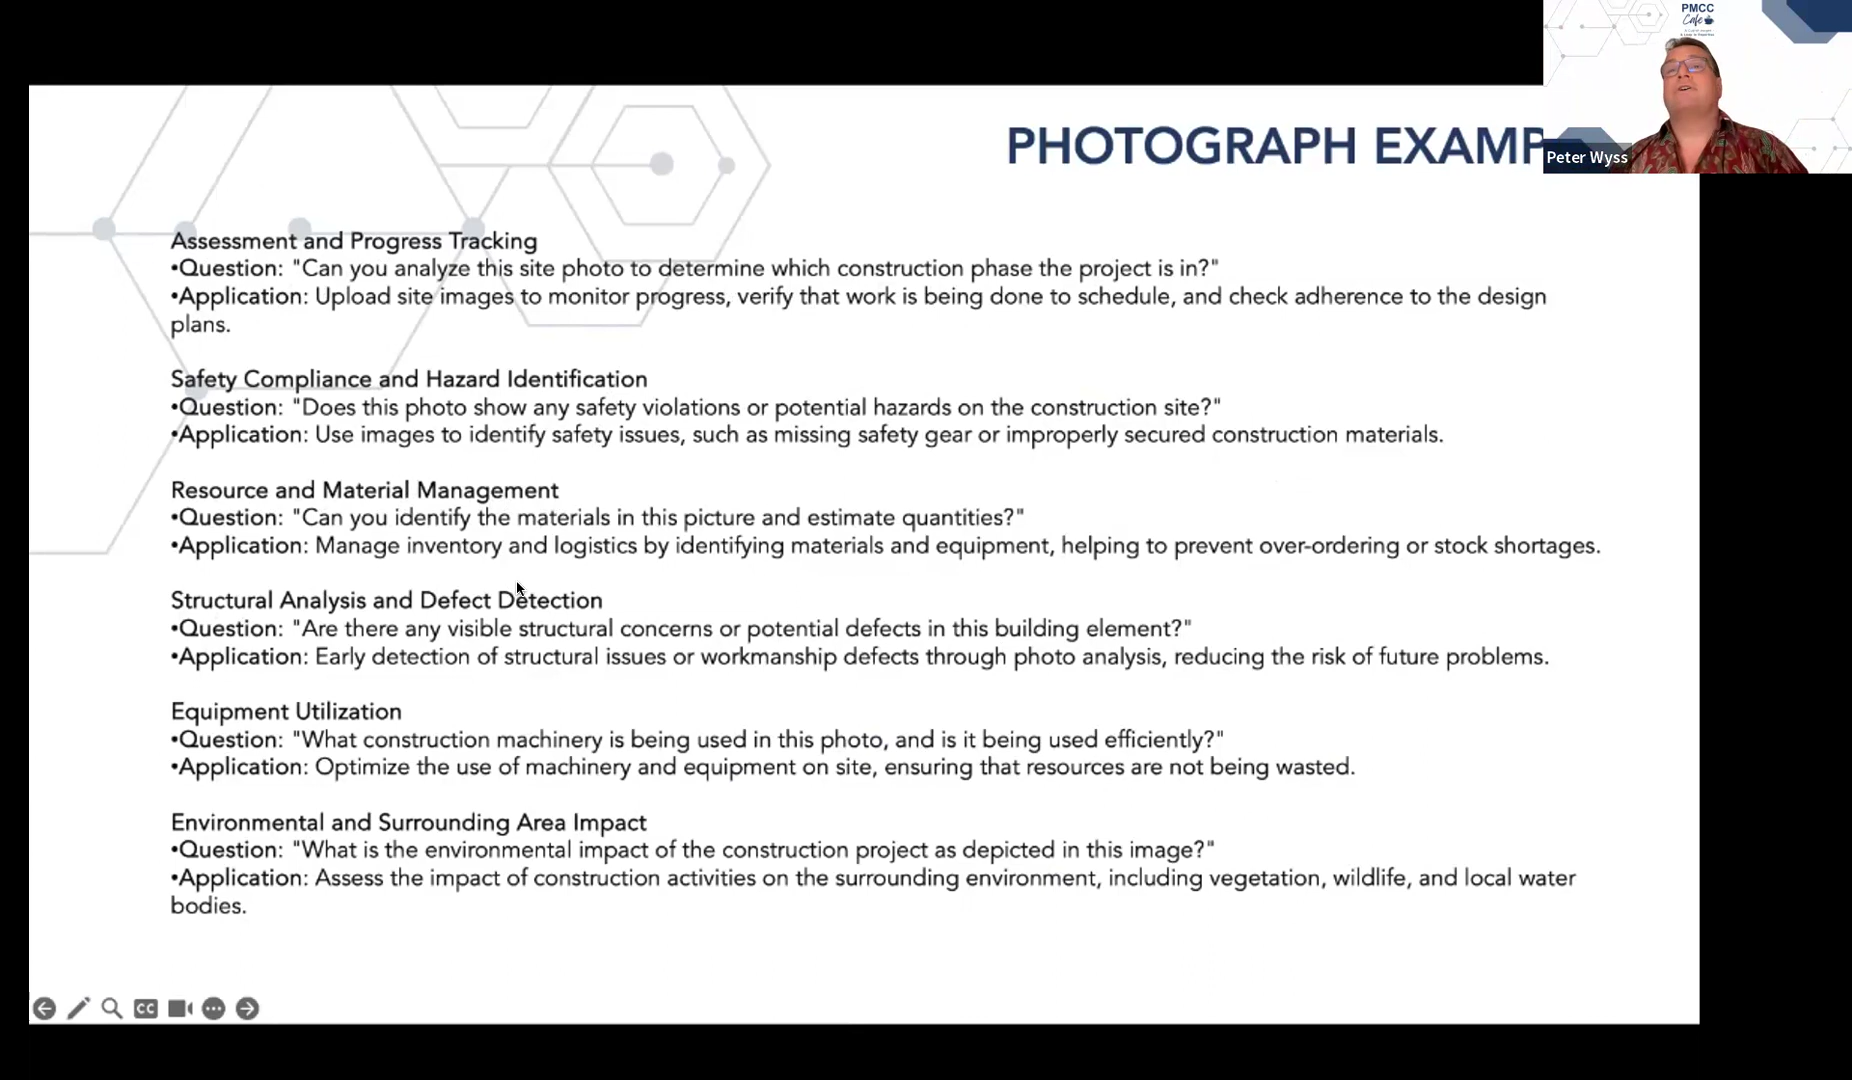 PMCC
Cafe
PHOTOGRAPH EXAMP
Peter Wyss
Assessment and Progress Tracking
•Question: "Can you analyze this site photo to determine which construction phase the project is in?"
•Application: Upload site images to monitor progress, verify that work is being done to schedule, and check adherence to the design
plans.
Safety Compliance and Hazard Identification
•Question: "Does this photo show any safety violations or potential hazards on the construction site?"
•Application: Use images to identify safety issues, such as missing safety gear or improperly secured construction materials.
Resource and Material Management
•Question: "Can you identify the materials in this picture and estimate quantities?"
•Application: Manage inventory and logistics by identifying materials and equipment, helping to prevent over-ordering or stock shortages.
Structural Analysis and Defect Detection
•Question: "Are there any visible structural concerns or potential defects in this building element?"
•Application: Early detection of structural issues or workmanship defects through photo analysis, reducing the risk of future problems.
Equipment Utilization
•Question: "What construction machinery is being used in this photo, and is it being used efficiently?"
•Application: Optimize the use of machinery and equipment on site, ensuring that resources are not being wasted.
Environmental and Surrounding Area Impact
•Question: "What is the environmental impact of the construction project as depicted in this image?"
•Application: Assess the impact of construction activities on the surrounding environment, including vegetation, wildlife, and local water
bodies.
CC